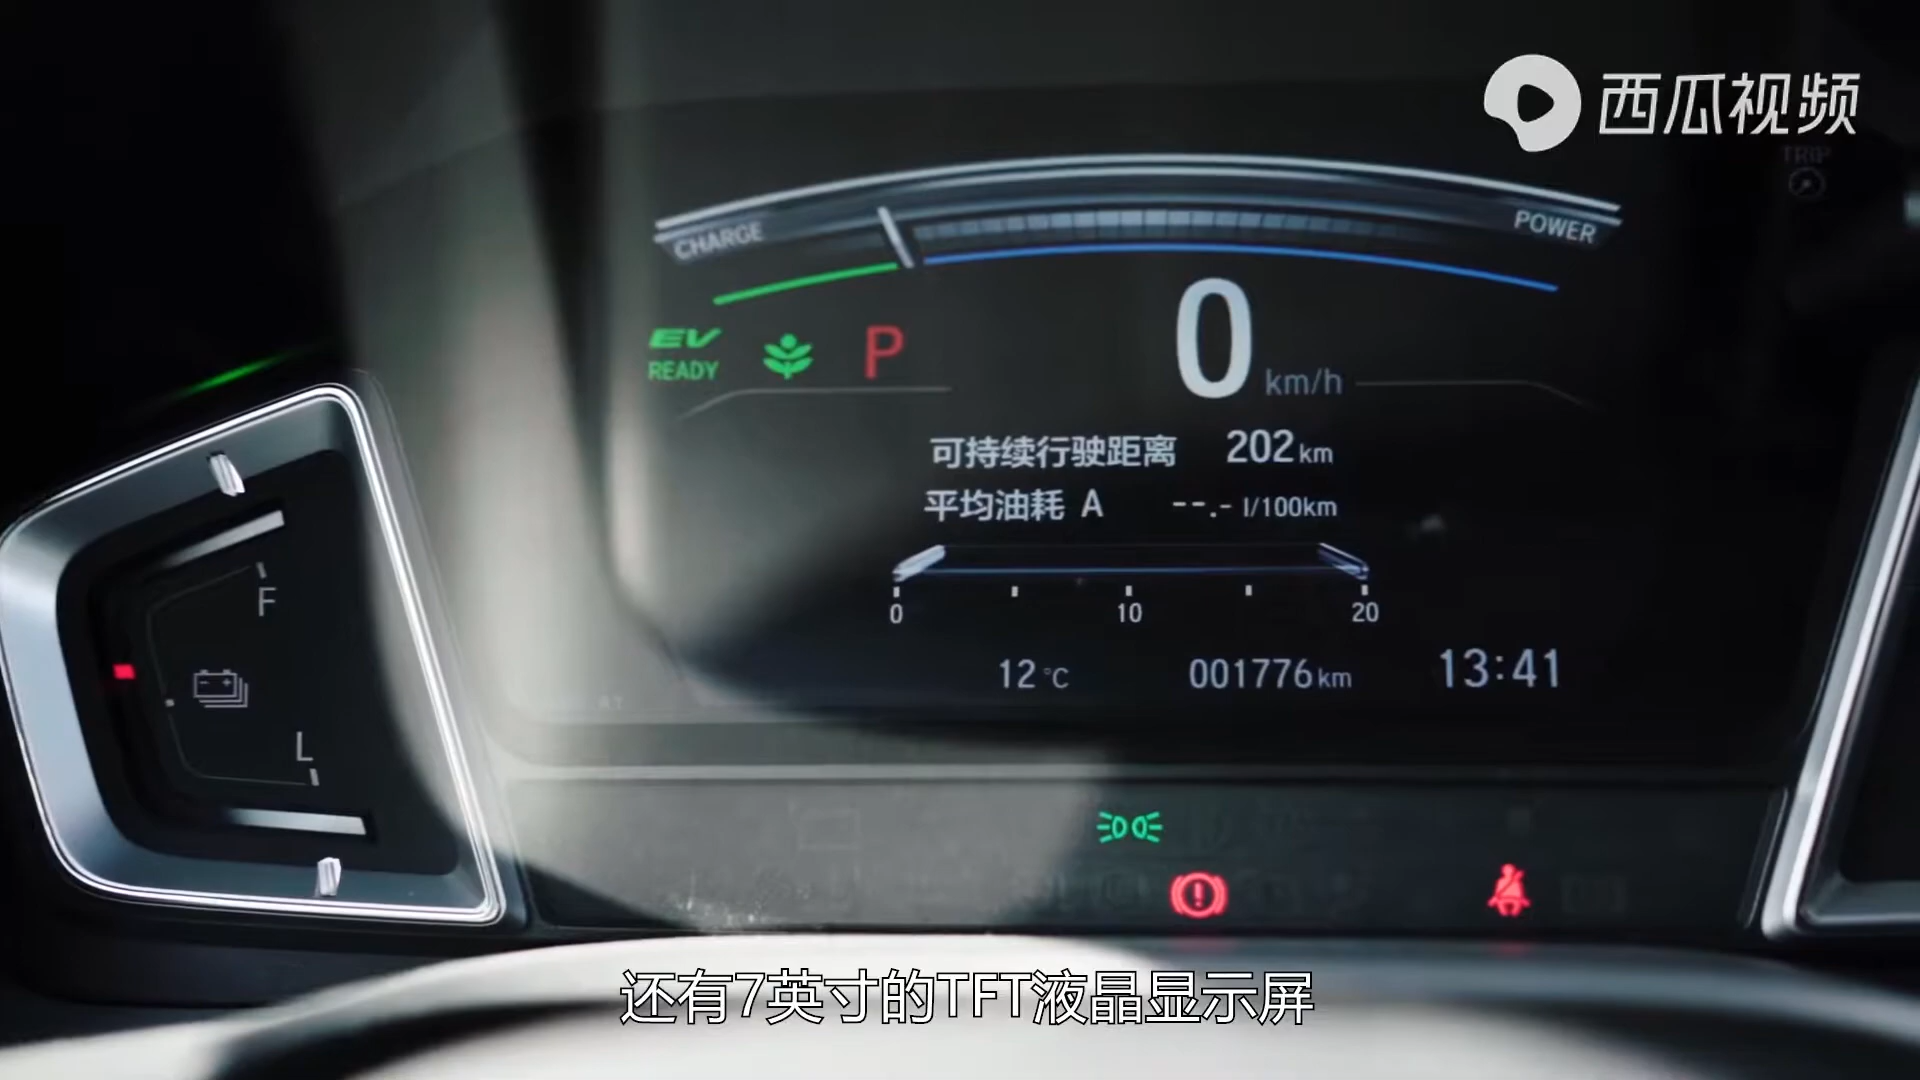 西瓜视频
TRIP
CHARGE
POWER
EV
READY
P
0 km/h
可持续行驶距离 202 km
平均油耗 A --.- l/100km
0 10 20
12 °C 001776 km 13:41
F
L
还有7英寸的TFT液晶显示屏